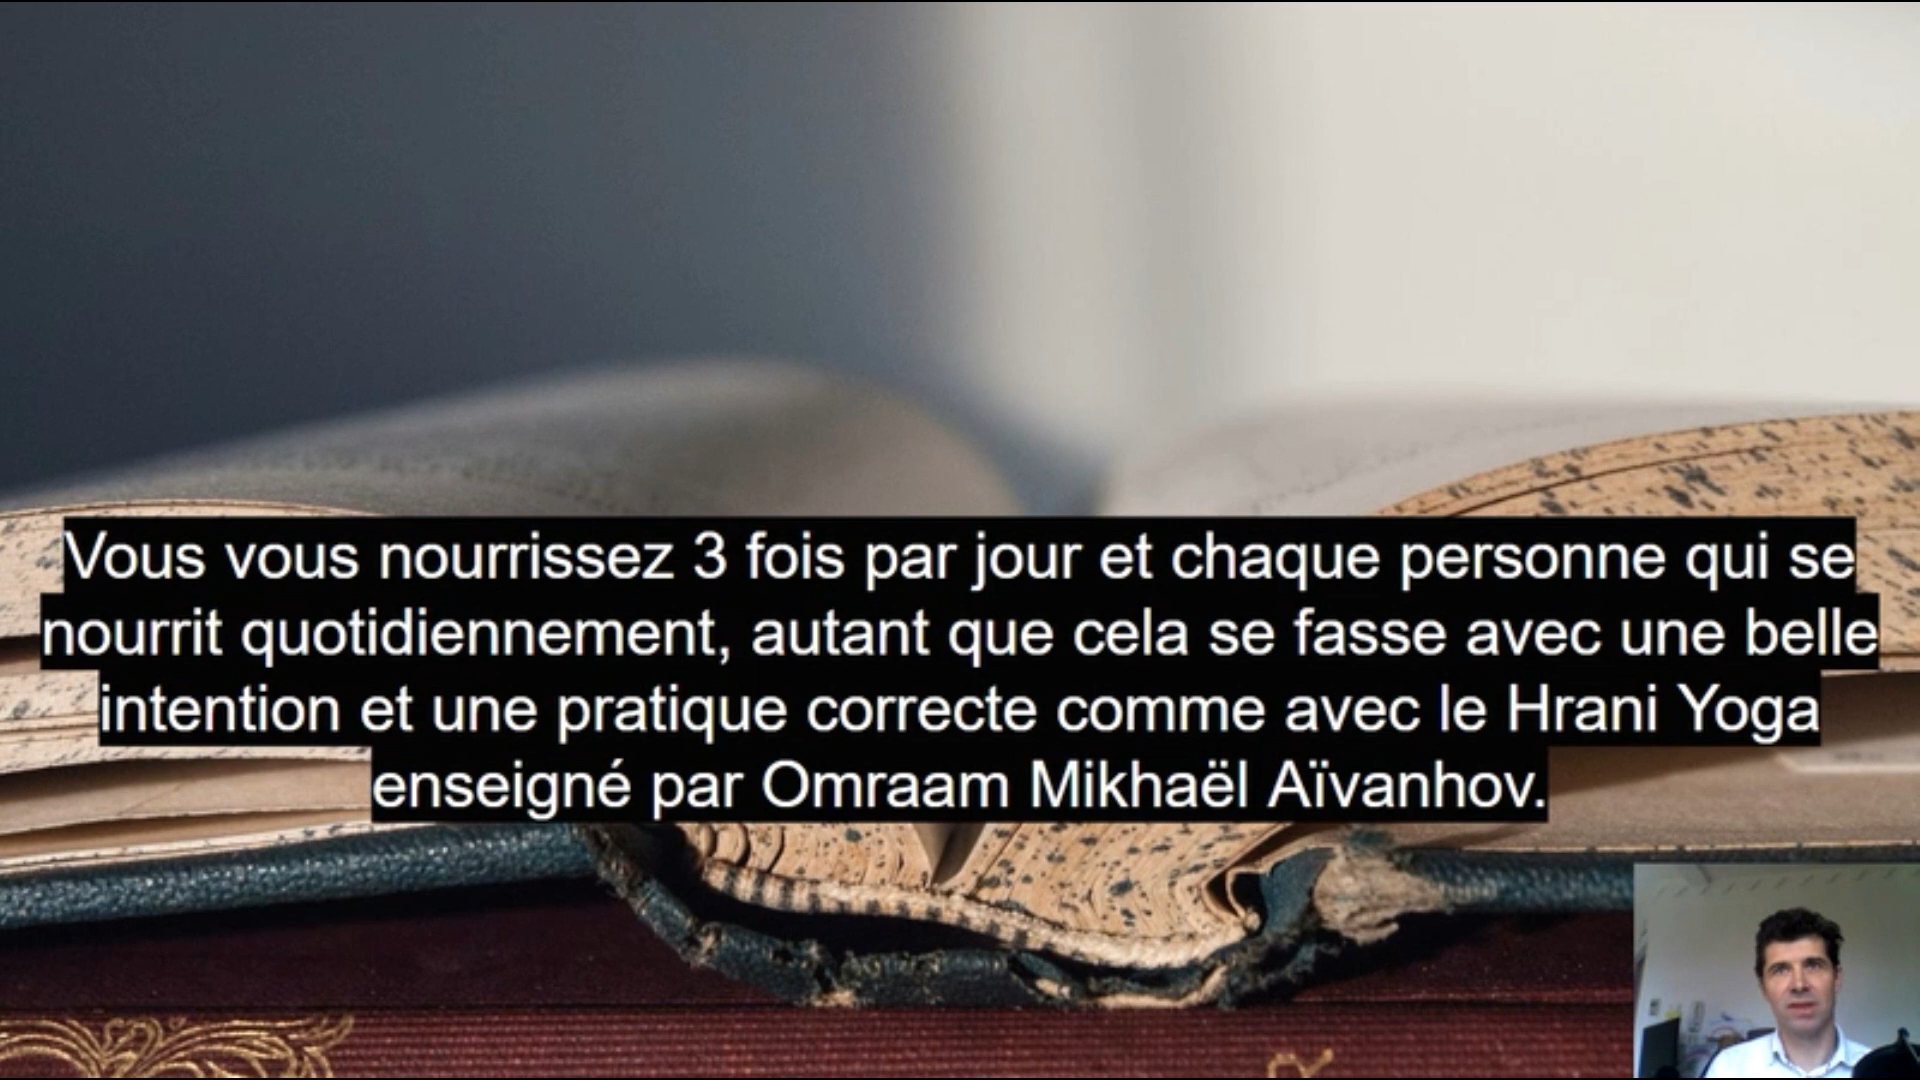 Vous vous nourrissez 3 fois par jour et chaque personne qui se
nourrit quotidiennement, autant que cela se fasse avec une belle
intention et une pratique correcte comme avec le Hrani Yoga
enseigné par Omraam Mikhaël Aïvanhov.